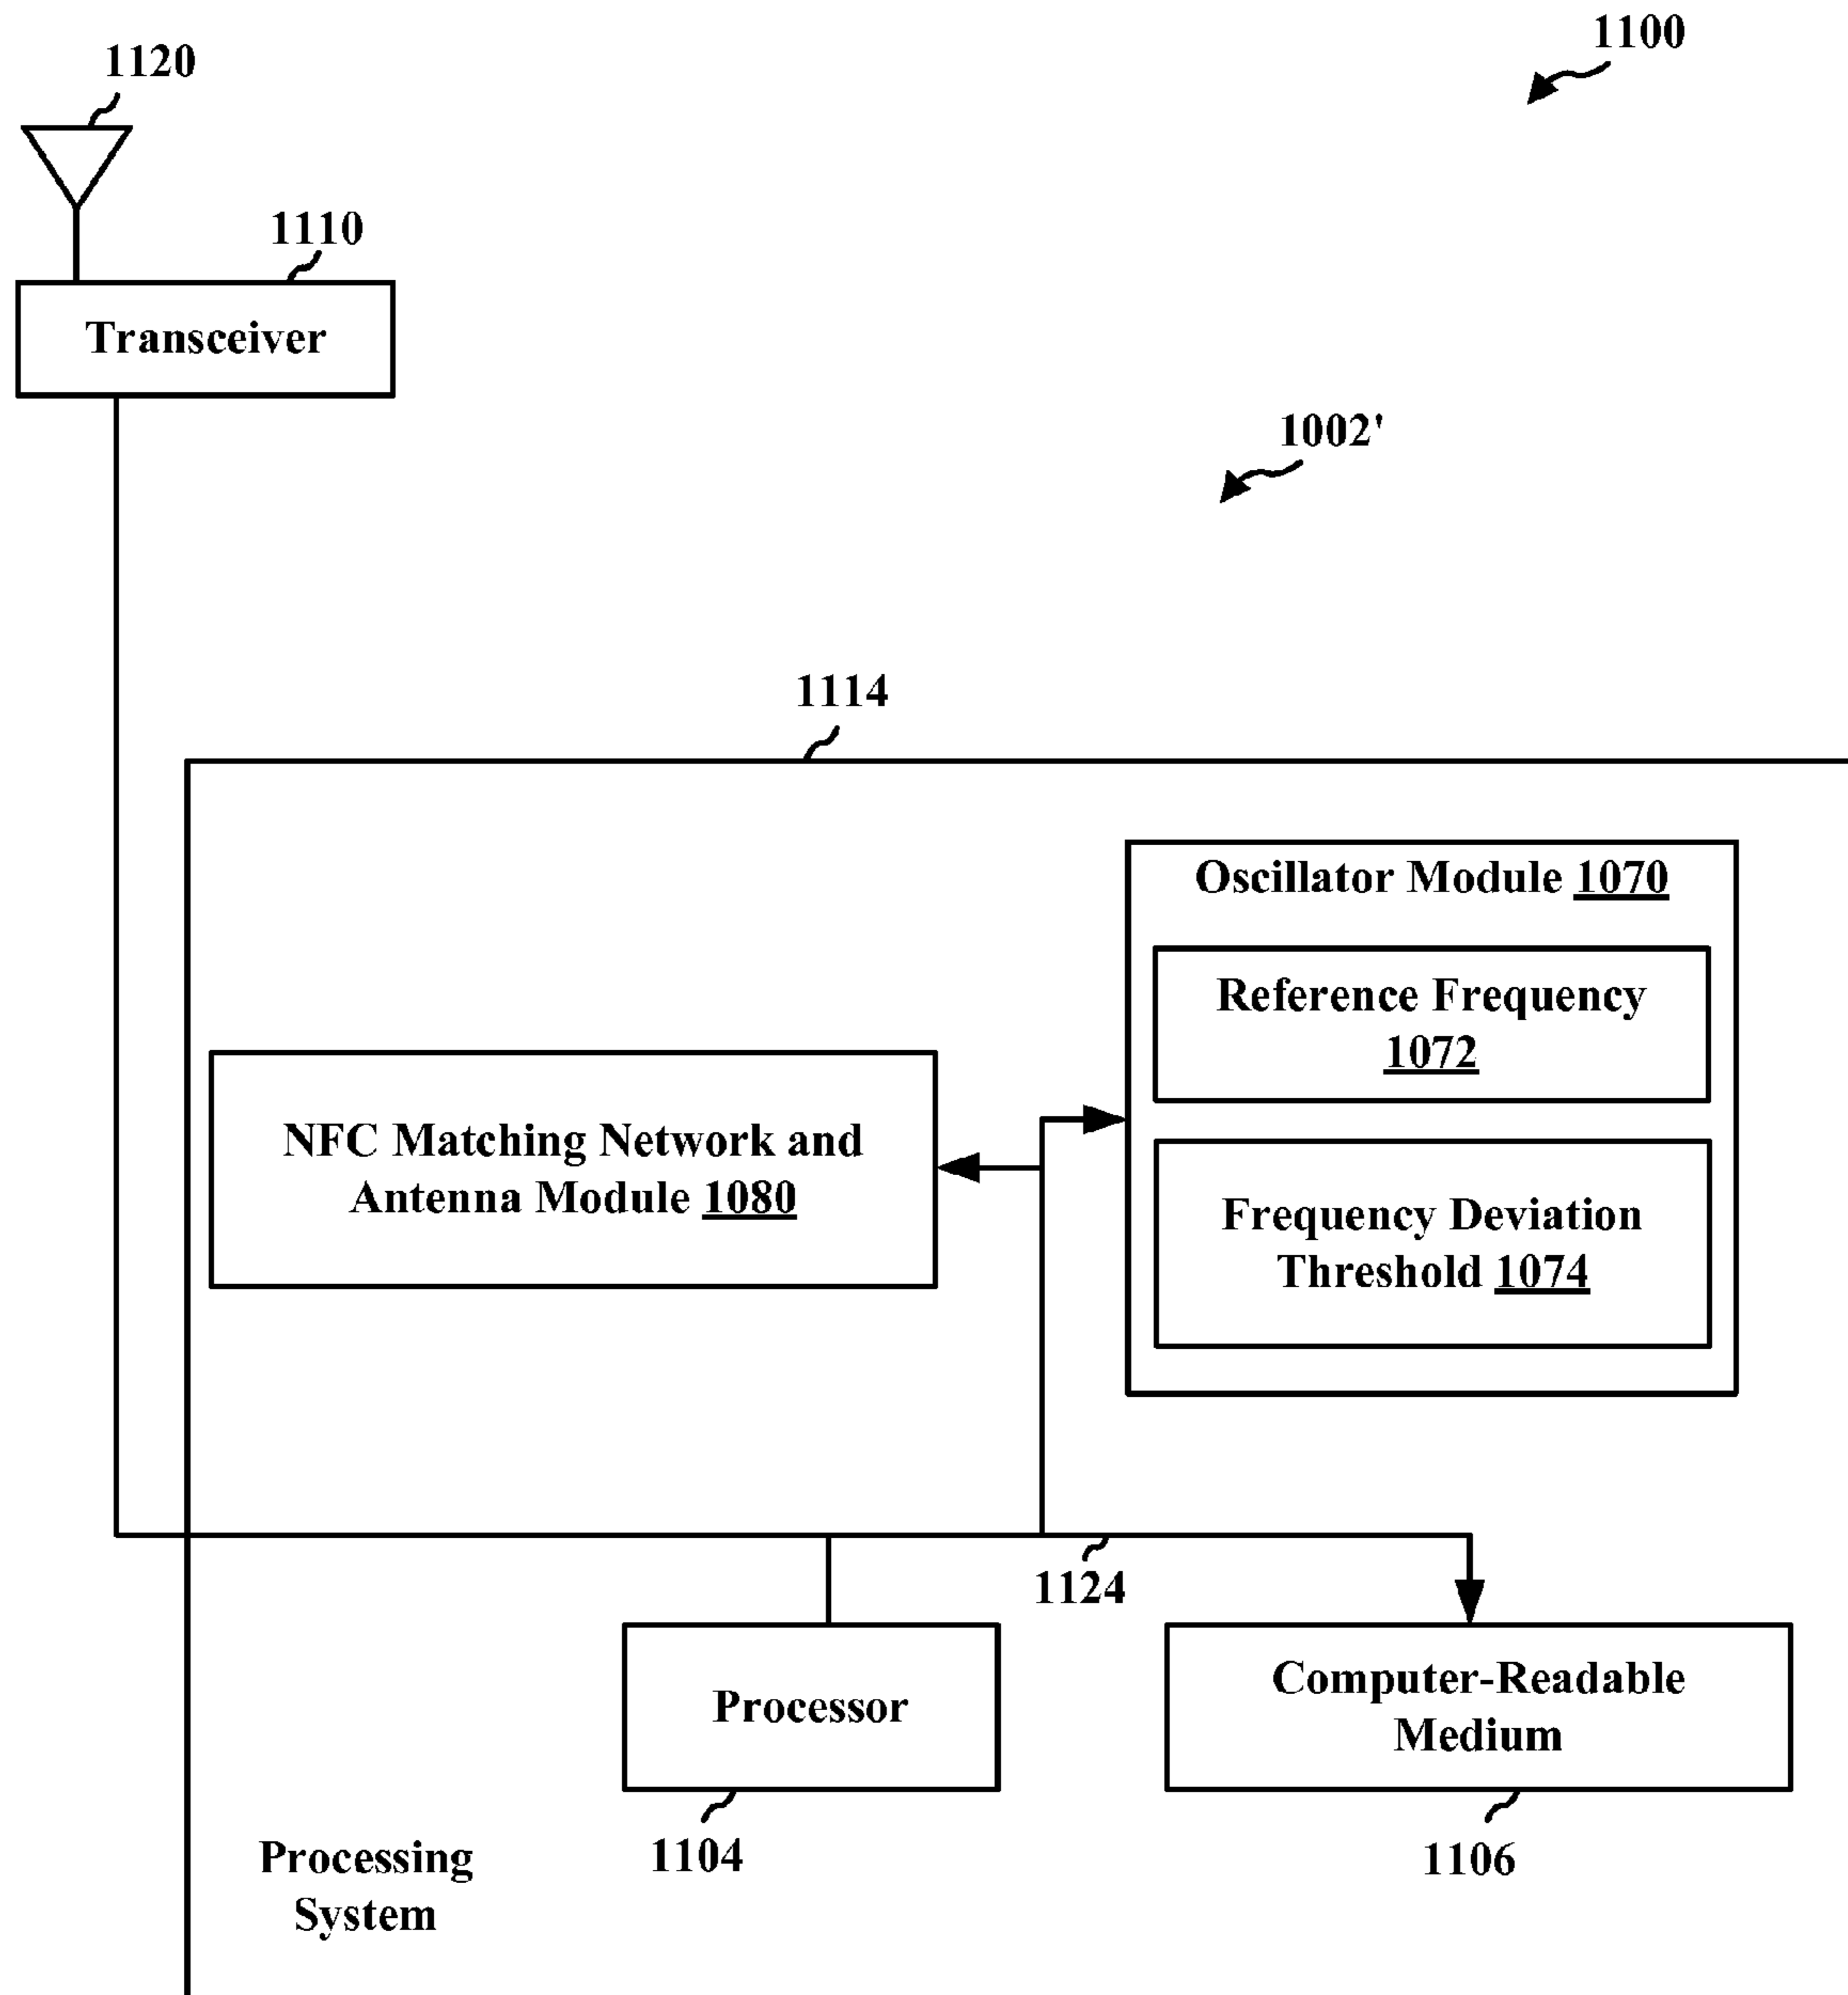 1100
1120
1110
Transceiver
1002'
1114
Oscillator Module 1070
Reference Frequency
1072
NFC Matching Network and
Antenna Module 1080
Frequency Deviation
Threshold 1074
1124
Processor
Computer-Readable
Medium
1104
1106
Processing
System